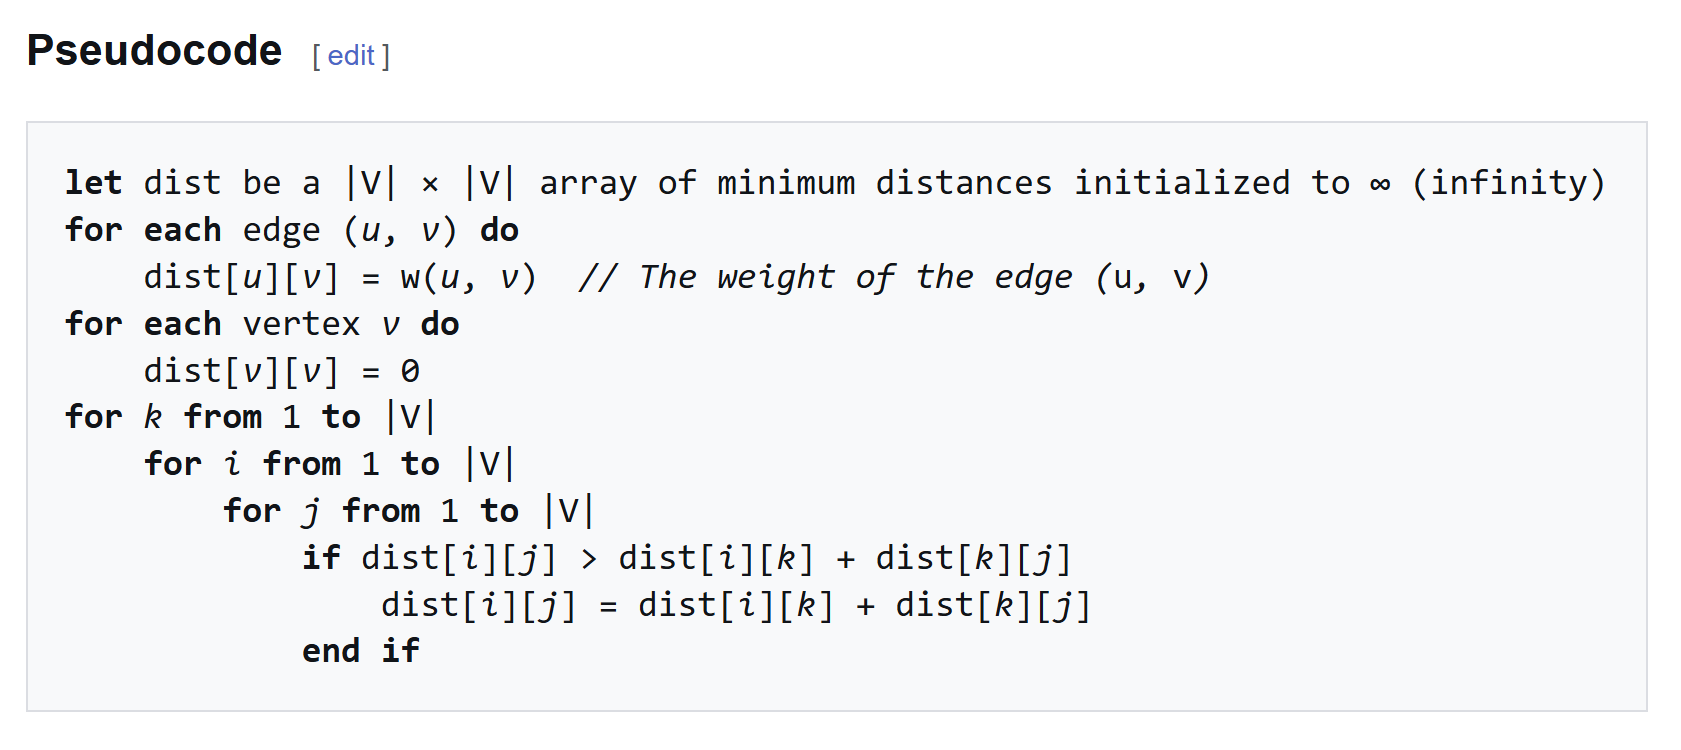 Pseudocode [ edit ]
let dist be a |V| × |V| array of minimum distances initialized to ∞ (infinity)
for each edge (u, v) do
    dist[u][v] = w(u, v)  // The weight of the edge (u, v)
for each vertex v do
    dist[v][v] = 0
for k from 1 to |V|
    for i from 1 to |V|
        for j from 1 to |V|
            if dist[i][j] > dist[i][k] + dist[k][j]
                dist[i][j] = dist[i][k] + dist[k][j]
            end if